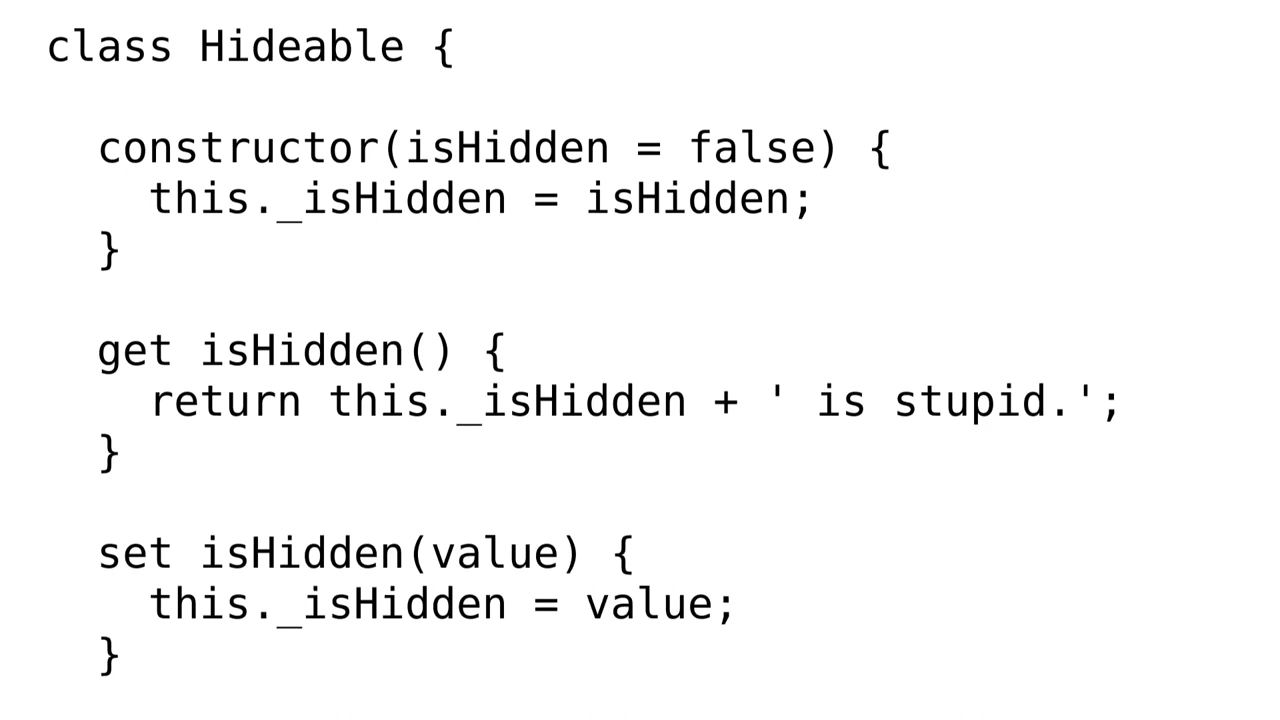 class Hideable {
constructor(isHidden = false) {
this._isHidden = isHidden;
}
get isHidden() {
return this._isHidden + ' is stupid.';
}
set isHidden(value) {
this._isHidden = value;
}